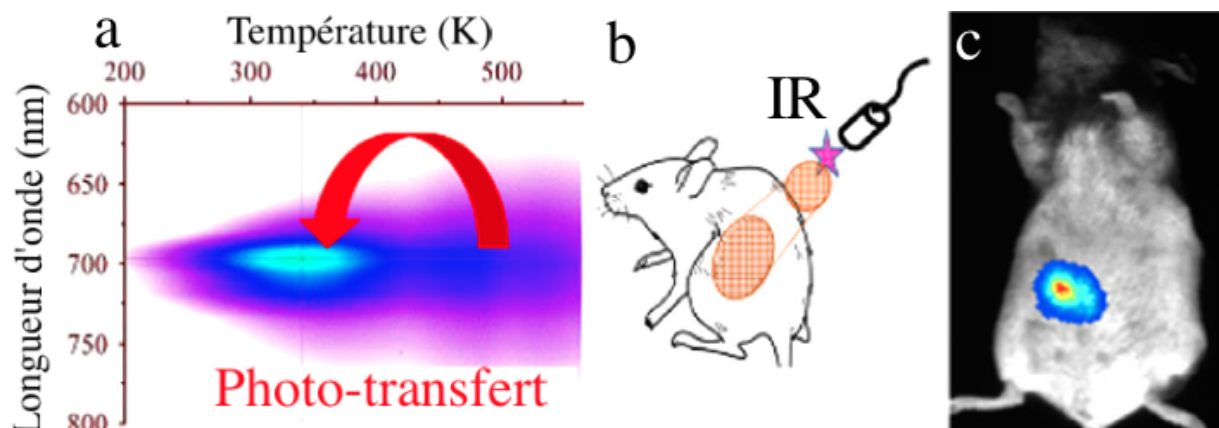 a
Température (K)
200 300 400 500
Longueur d'onde (nm)
600
650
700
750
800
Photo-transfert
b
IR
c